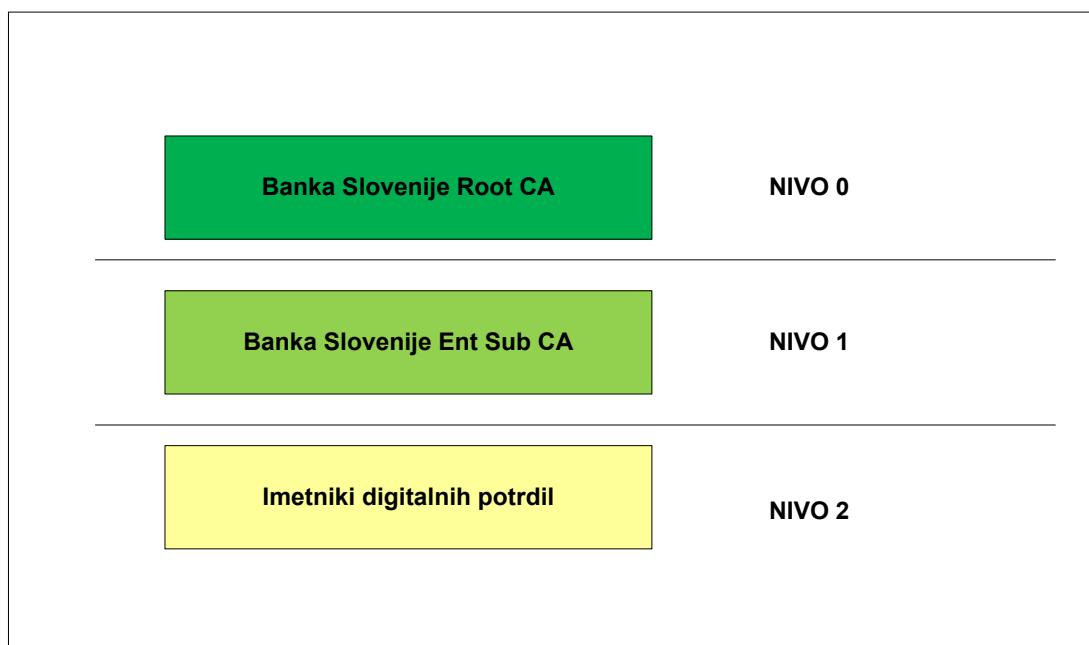 Banka Slovenije Root CA
NIVO 0
Banka Slovenije Ent Sub CA
NIVO 1
Imetniki digitalnih potrdil
NIVO 2